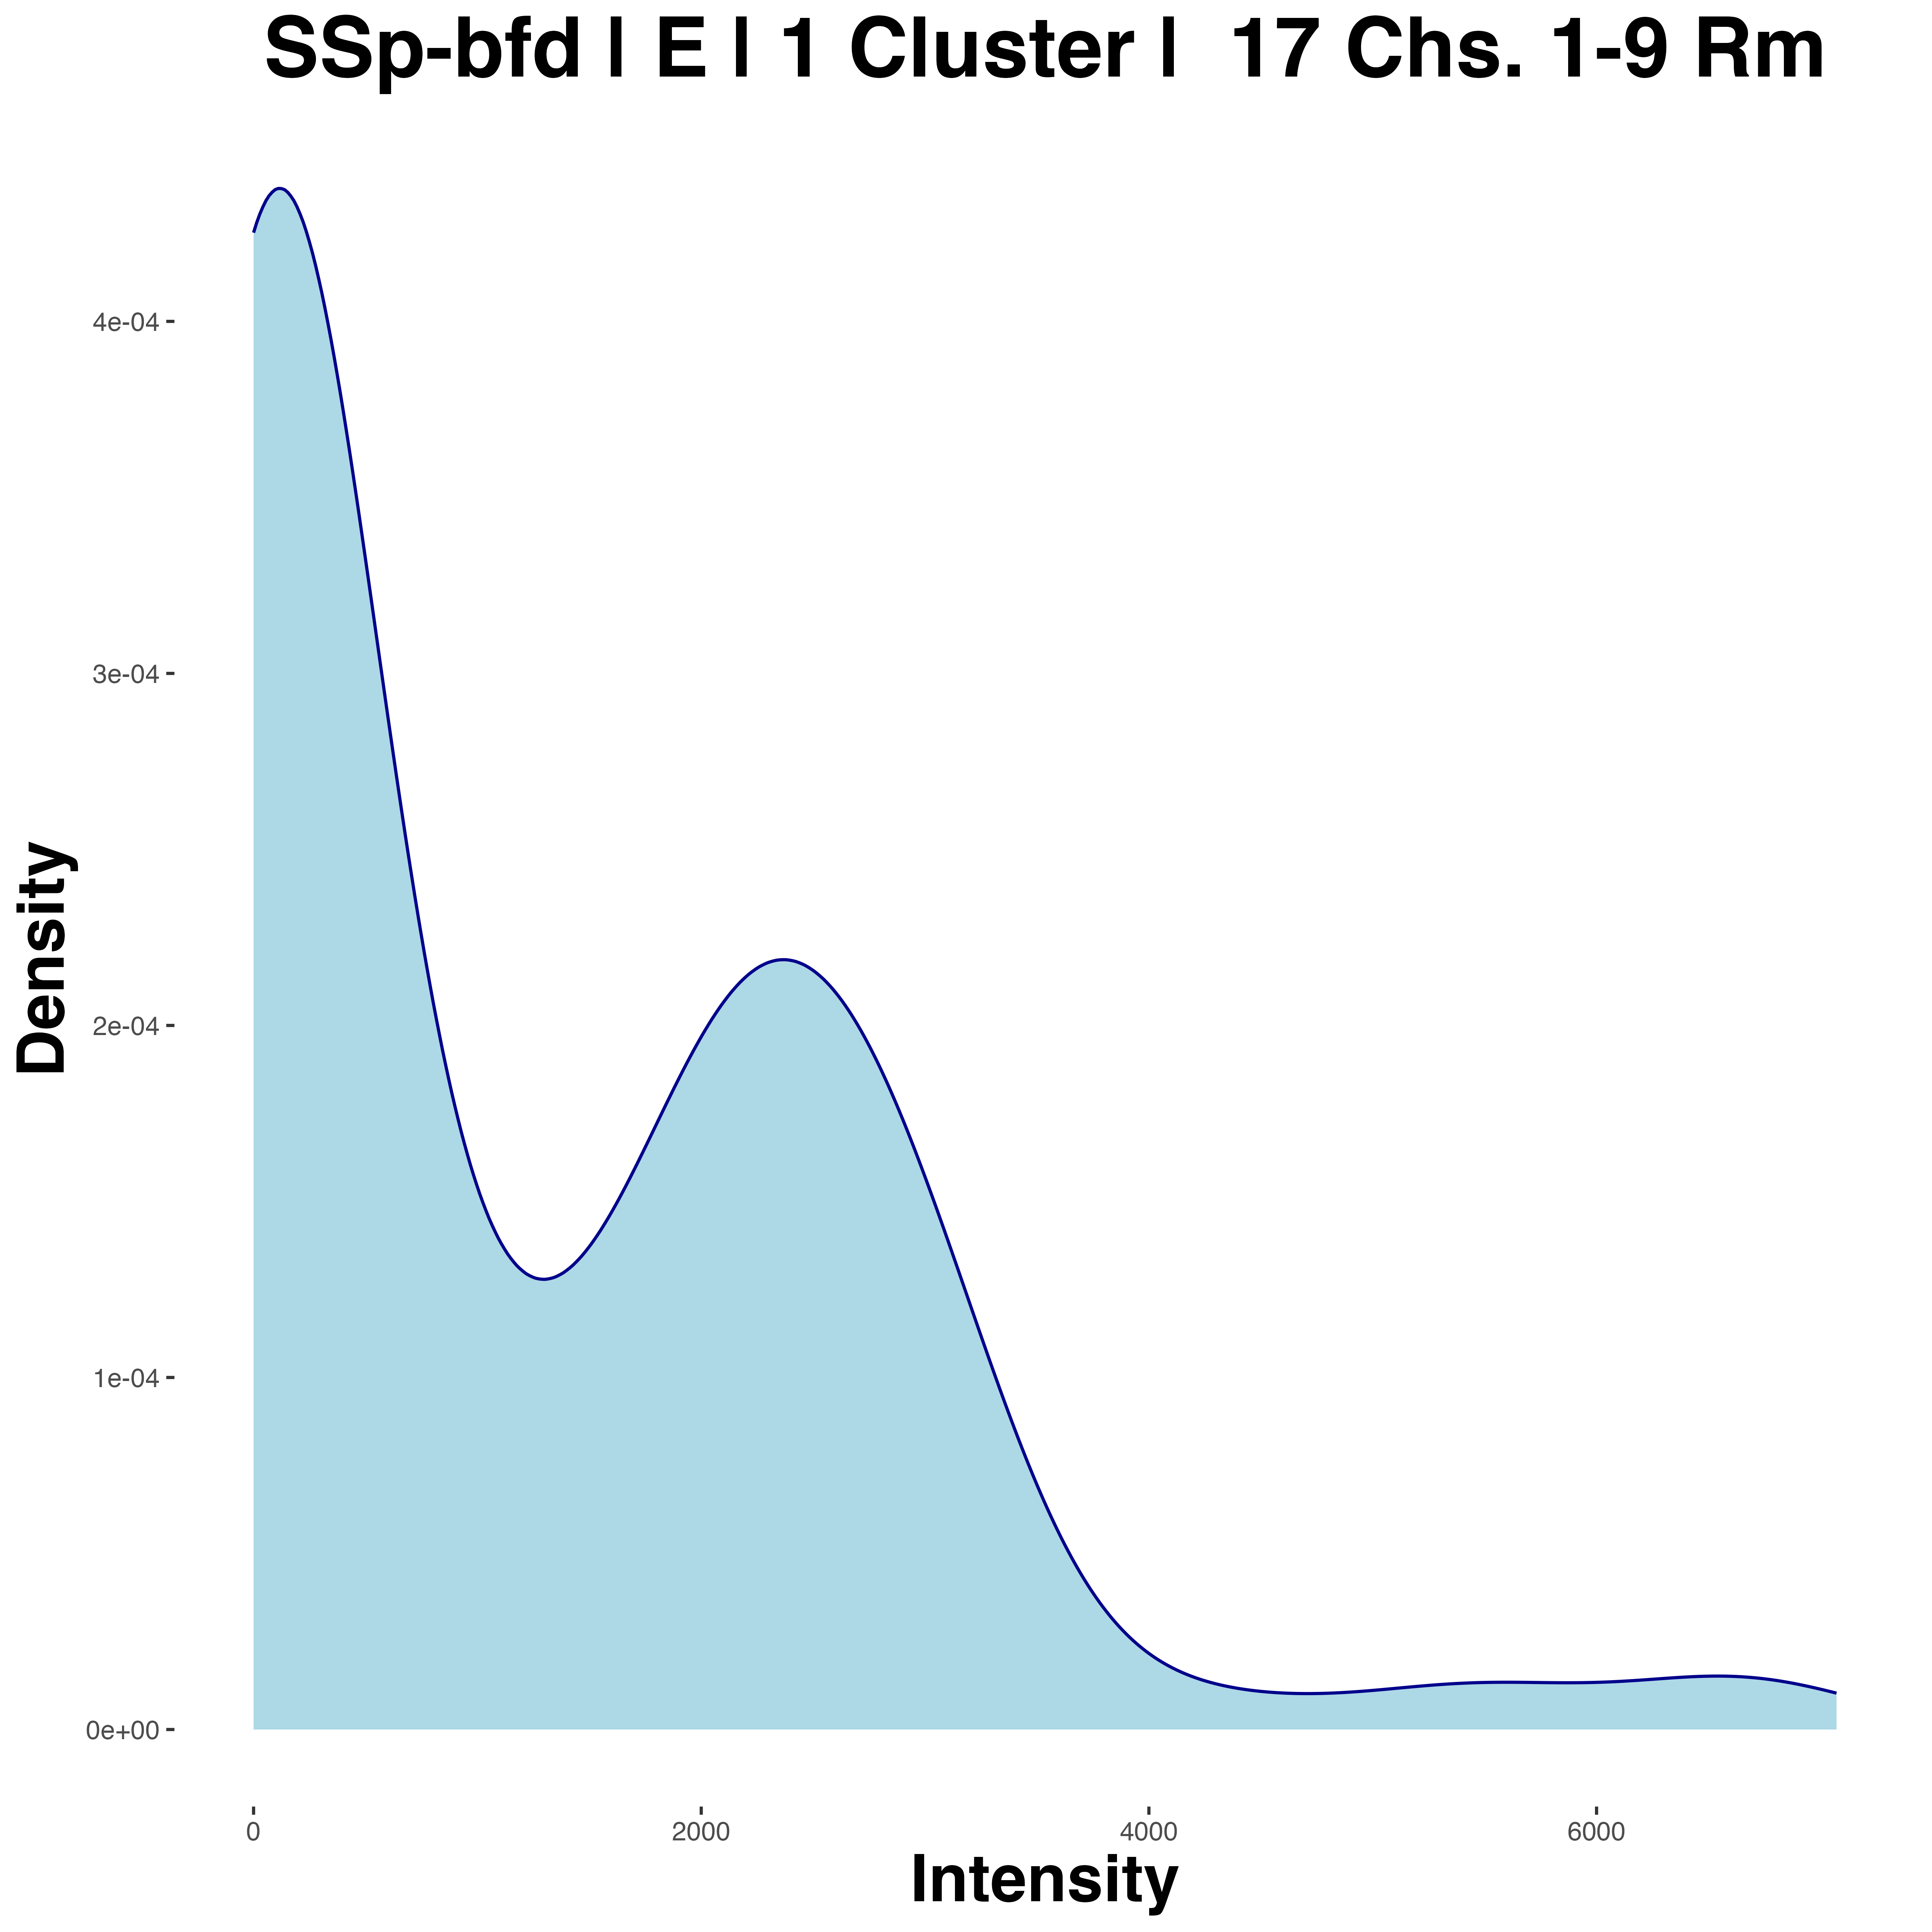 SSp-bfd | E | 1 Cluster |  17 Chs. 1-9 Rm
4e-04
3e-04
2e-04
1e-04
0e+00
Density
0 2000 4000 6000
Intensity